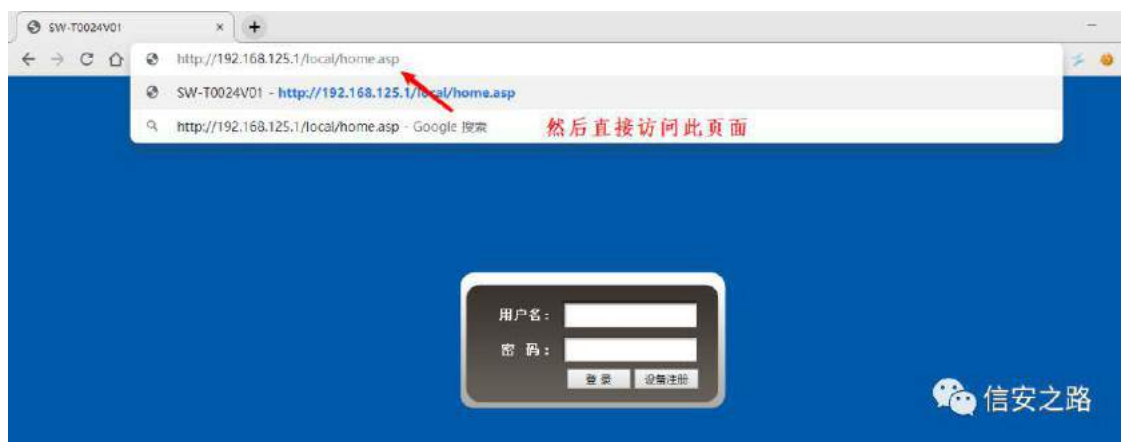 SW-T0024V01
http://192.168.125.1/local/home.asp
SW-T0024V01 - http://192.168.125.1/local/home.asp
http://192.168.125.1/local/home.asp - Google 搜索
然后直接访问此页面
用户名：
密 码：
登 录 设备注册
信安之路